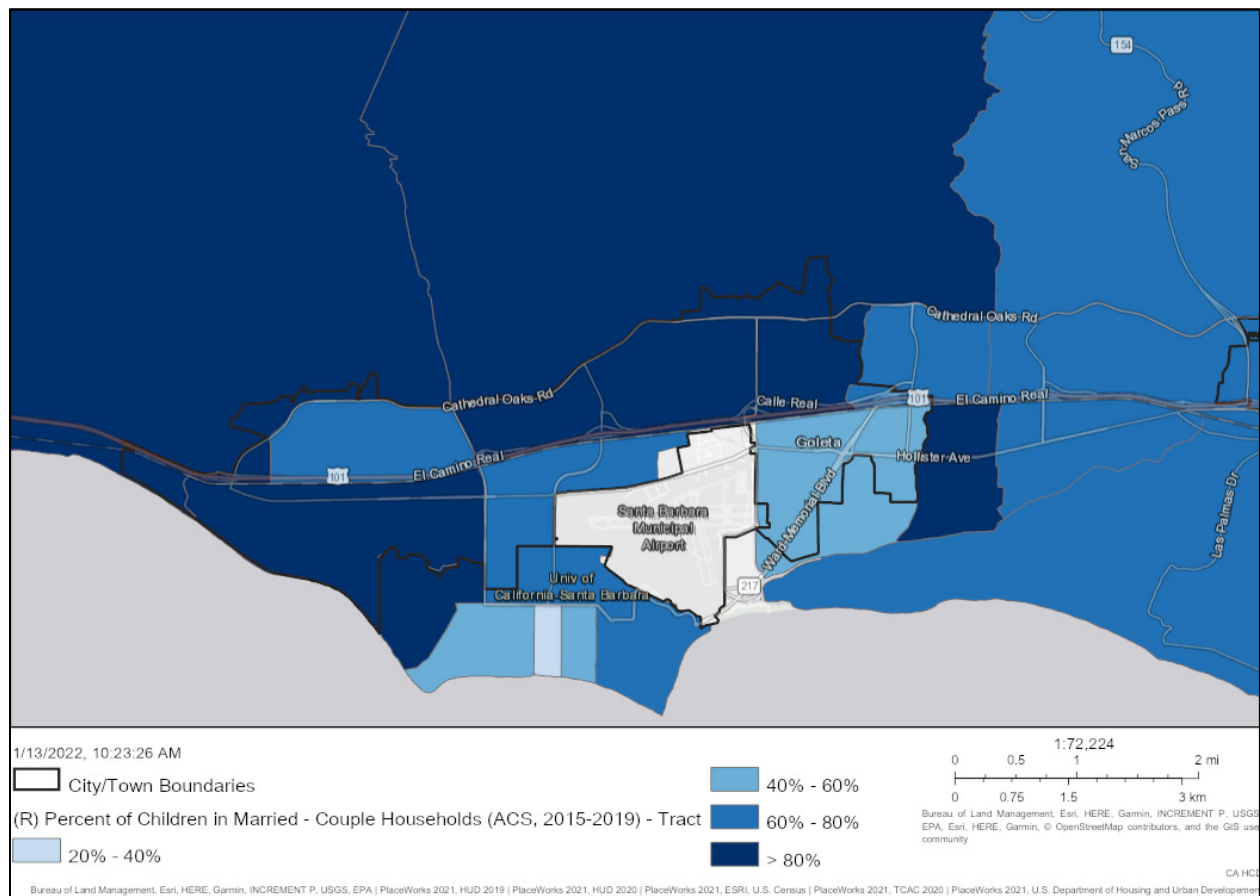 154
San Marcos Pass Rd
Cathedral Oaks Rd
Cathedral Oaks Rd
Calle Real
101
El Camino Real
Goleta
El Camino Real
Hollister Ave
101
Santa Barbara
Municipal
Airport
Ward Memorial Blvd
Las Palmas Dr
Univ of
California-Santa Barbara
217
1/13/2022, 10:23:26 AM
City/Town Boundaries
(R) Percent of Children in Married - Couple Households (ACS, 2015-2019) - Tract
20% - 40%
40% - 60%
60% - 80%
> 80%
1:72,224
0 0.5 1 2 mi
0 0.75 1.5 3 km
Bureau of Land Management, Esri, HERE, Garmin, INCREMENT P, USGS,
EPA, Esri, HERE, Garmin, © OpenStreetMap contributors, and the GIS use
community
CA HC
Bureau of Land Management, Esri, HERE, Garmin, INCREMENT P, USGS, EPA | PlaceWorks 2021, HUD 2019 | PlaceWorks 2021, HUD 2020 | PlaceWorks 2021, ESRI, U.S. Census | PlaceWorks 2021, TCAC 2020 | PlaceWorks 2021, U.S. Department of Housing and Urban Developmen